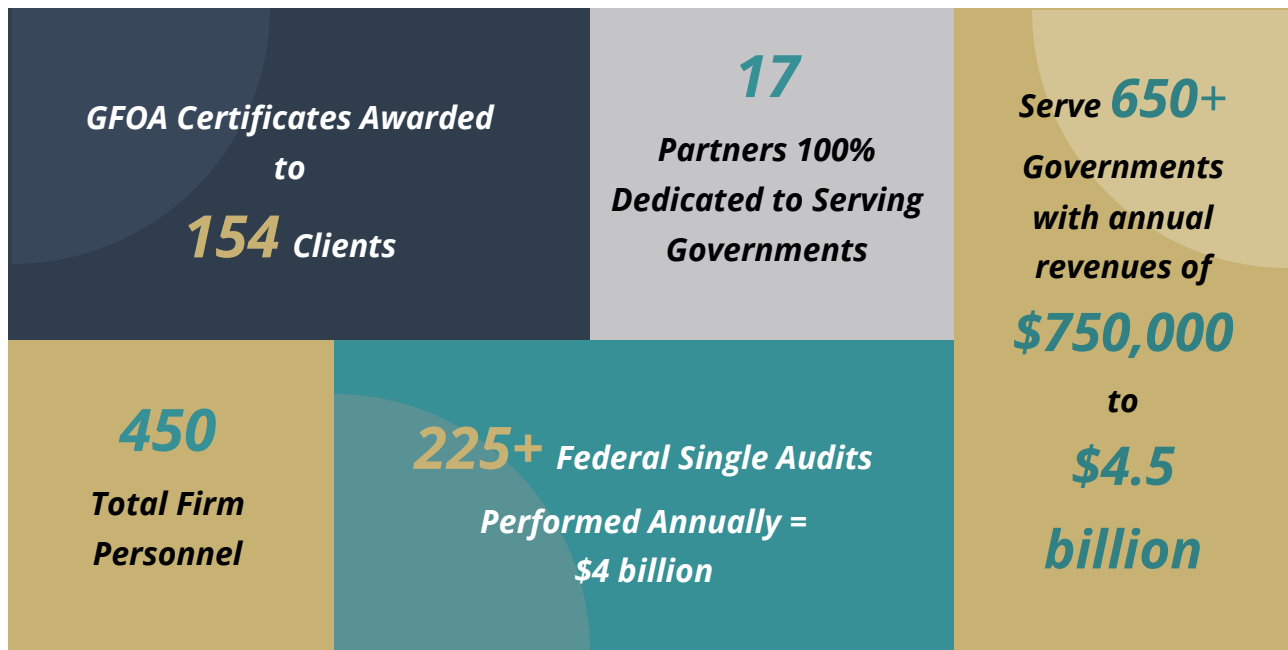 GFOA Certificates Awarded
to
154 Clients
17
Partners 100%
Dedicated to Serving
Governments
Serve 650+
Governments
with annual
revenues of
$750,000
to
$4.5
billion
450
Total Firm
Personnel
225+ Federal Single Audits
Performed Annually =
$4 billion